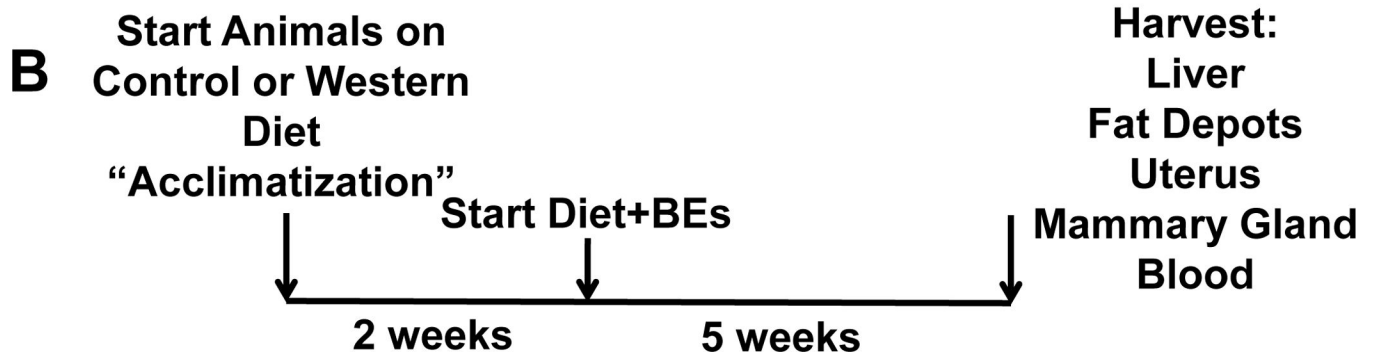 B
Start Animals on
Control or Western
Diet
“Acclimatization”
Start Diet+BEs
Harvest:
Liver
Fat Depots
Uterus
Mammary Gland
Blood
2 weeks
5 weeks